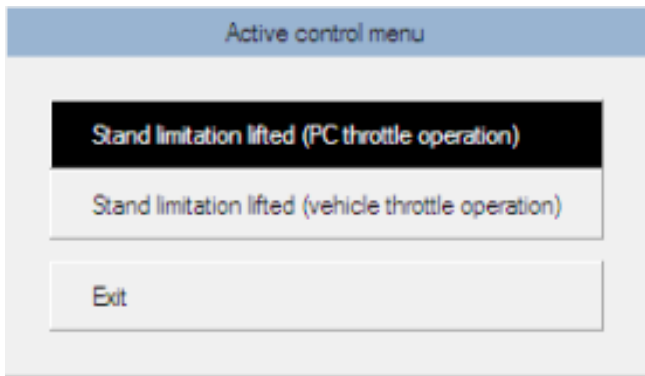 Active control menu
Stand limitation lifted (PC throttle operation)
Stand limitation lifted (vehicle throttle operation)
Exit